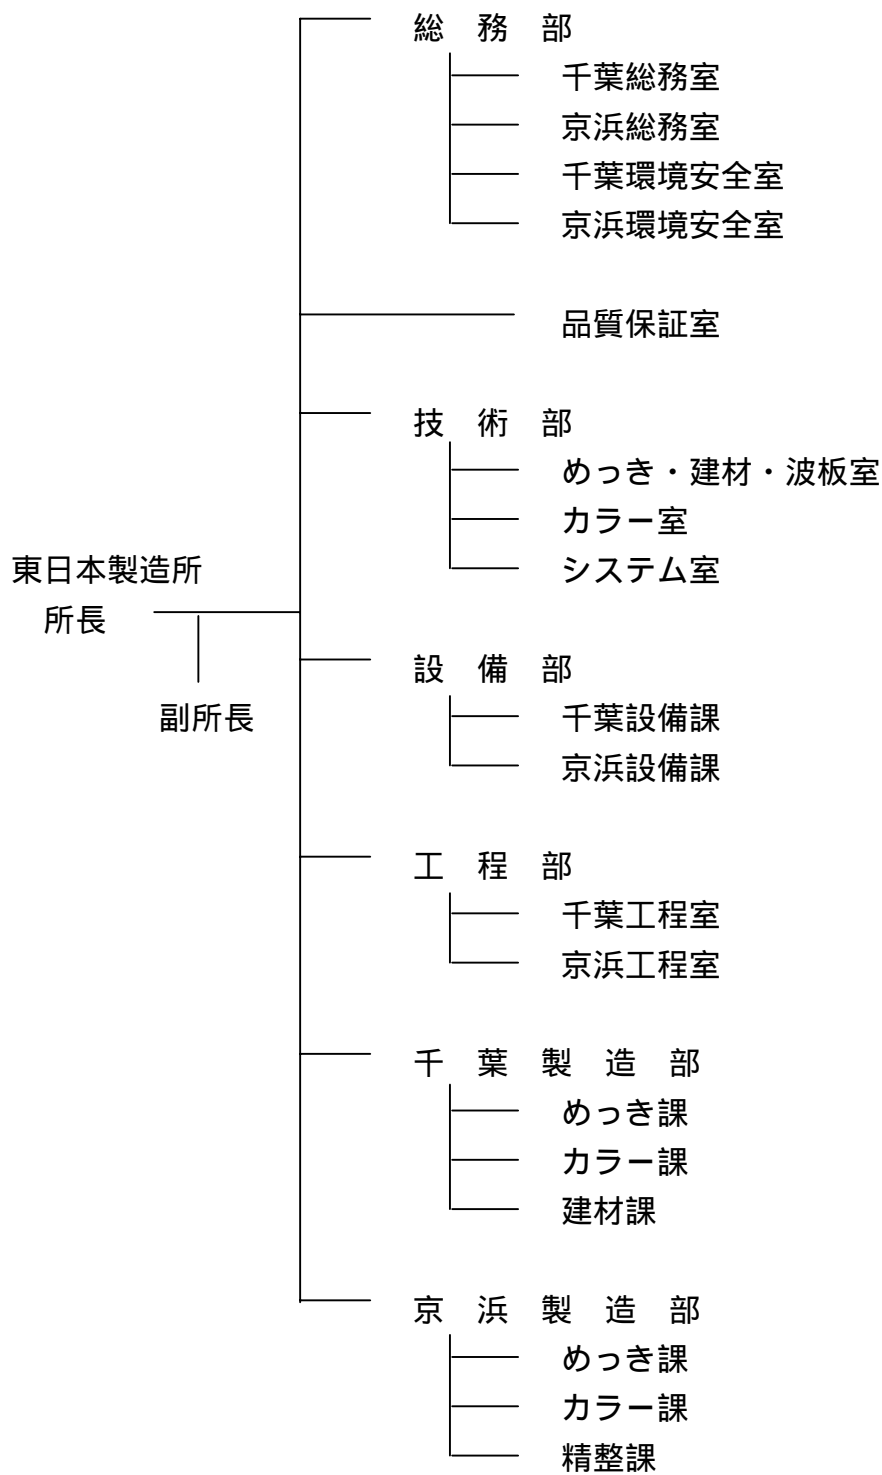 総　務　部
千葉総務室
京浜総務室
千葉環境安全室
京浜環境安全室
品質保証室
技　術　部
めっき・建材・波板室
カラー室
システム室
東日本製造所
所長
副所長
設　備　部
千葉設備課
京浜設備課
工　程　部
千葉工程室
京浜工程室
千　葉　製　造　部
めっき課
カラー課
建材課
京　浜　製　造　部
めっき課
カラー課
精整課